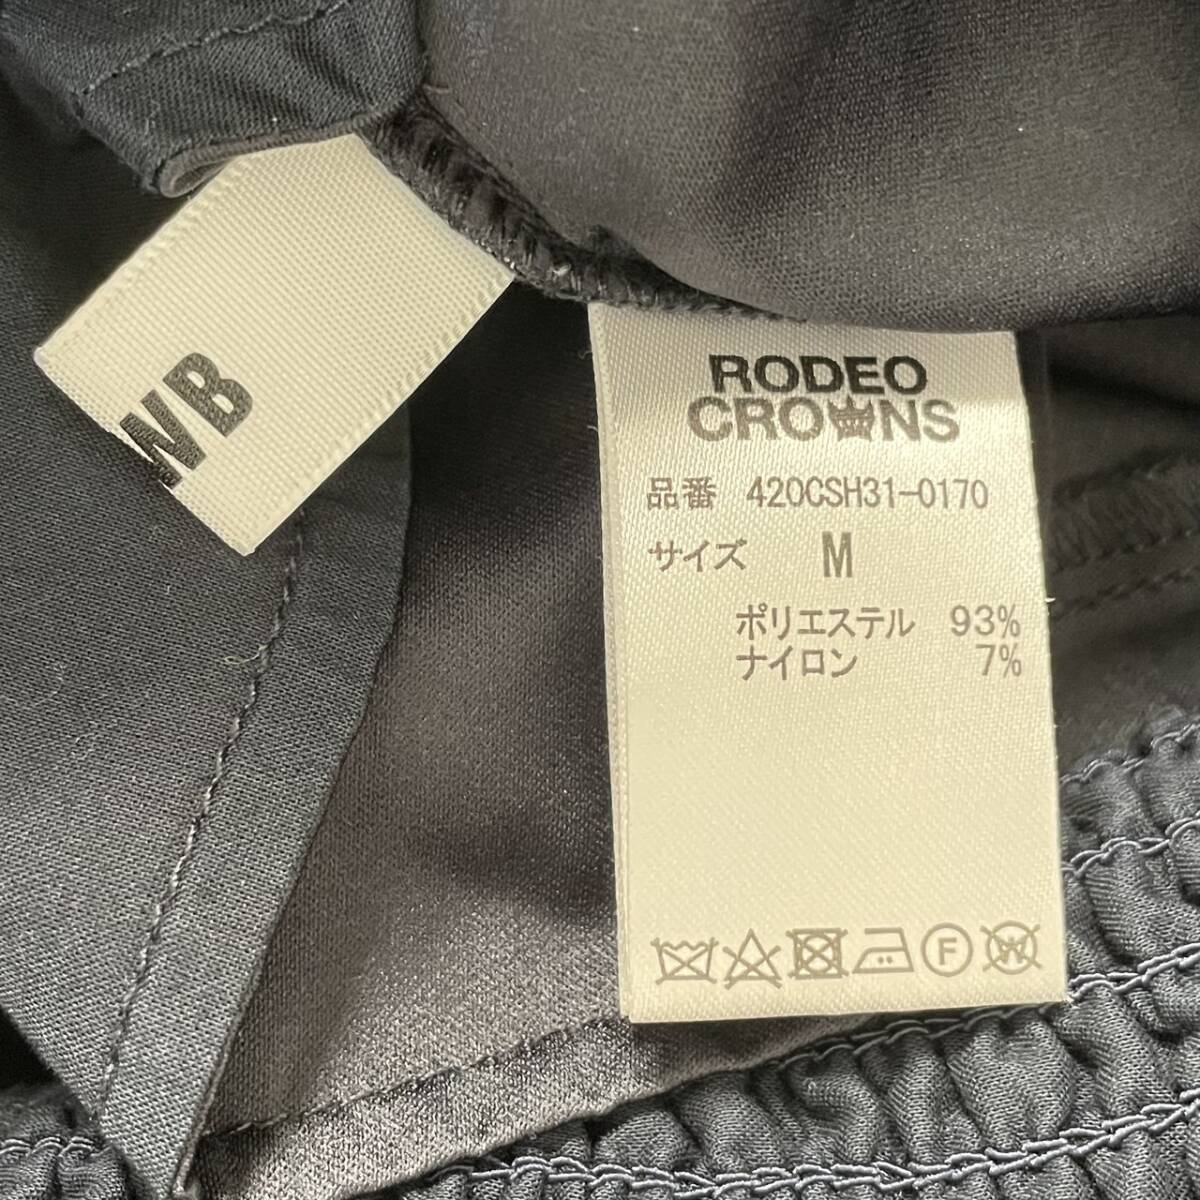 WB
RODEO
CROWNS
品番 420CSH31-0170
サイズ M
ポリエステル 93%
ナイロン 7%
F
W